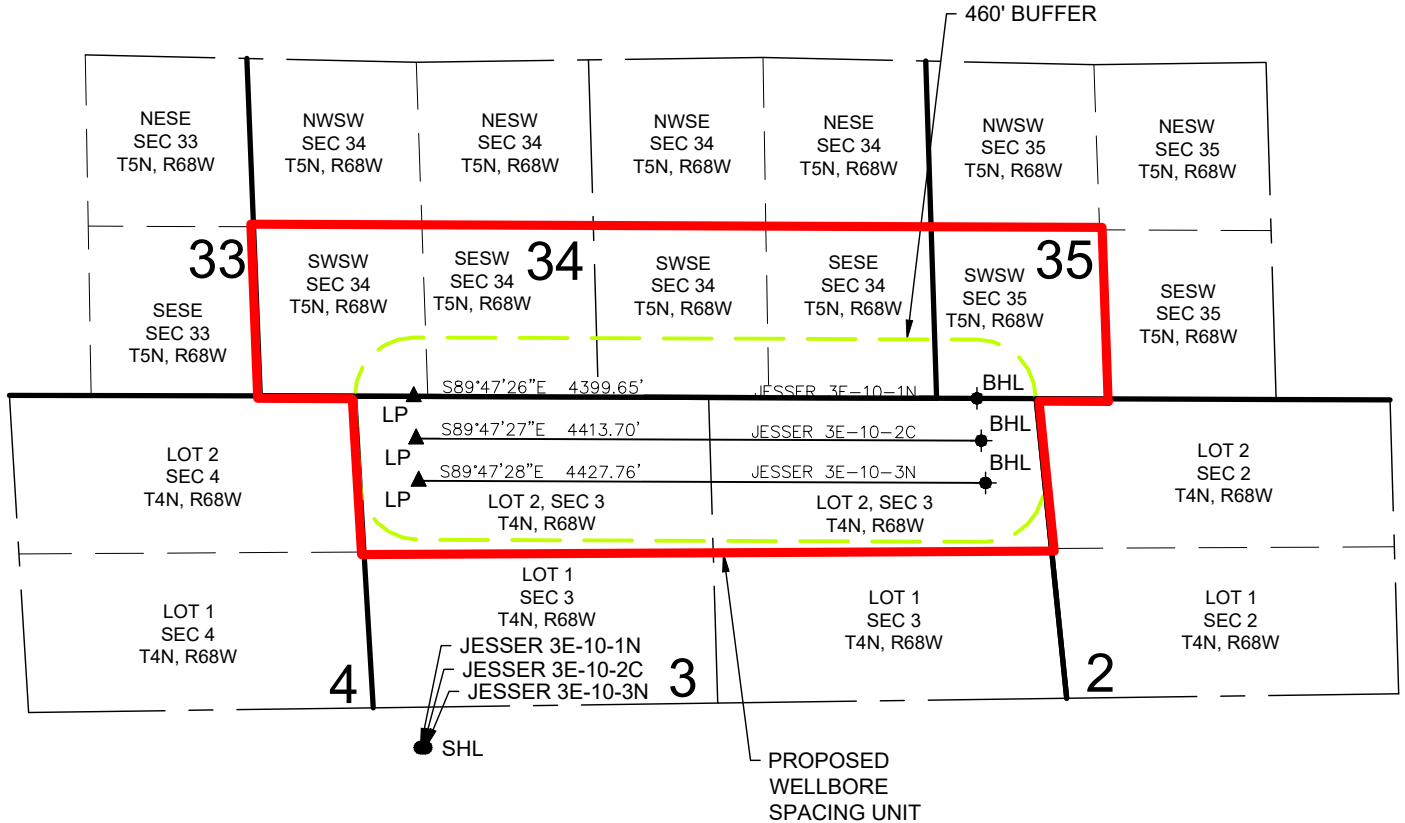 460' BUFFER
NESE
SEC 33
T5N, R68W
NWSW
SEC 34
T5N, R68W
NESW
SEC 34
T5N, R68W
NWSE
SEC 34
T5N, R68W
NESE
SEC 34
T5N, R68W
NWSW
SEC 35
T5N, R68W
NESW
SEC 35
T5N, R68W
33
SESE
SEC 33
T5N, R68W
SWSW
SEC 34
T5N, R68W
SESW
SEC 34
T5N, R68W
34
SWSE
SEC 34
T5N, R68W
SESE
SEC 34
T5N, R68W
SWSW
SEC 35
T5N, R68W
35
SESW
SEC 35
T5N, R68W
S89°47'26"E 4399.65'
JESSER 3E-10-1N
BHL
LP
S89°47'27"E 4413.70'
JESSER 3E-10-2C
BHL
LP
S89°47'28"E 4427.76'
JESSER 3E-10-3N
BHL
LP
LOT 2
SEC 4
T4N, R68W
LOT 2, SEC 3
T4N, R68W
LOT 2, SEC 3
T4N, R68W
LOT 2
SEC 2
T4N, R68W
LOT 1
SEC 4
T4N, R68W
LOT 1
SEC 3
T4N, R68W
LOT 1
SEC 3
T4N, R68W
LOT 1
SEC 2
T4N, R68W
4
JESSER 3E-10-1N
JESSER 3E-10-2C
JESSER 3E-10-3N
3
2
SHL
PROPOSED
WELLBORE
SPACING UNIT